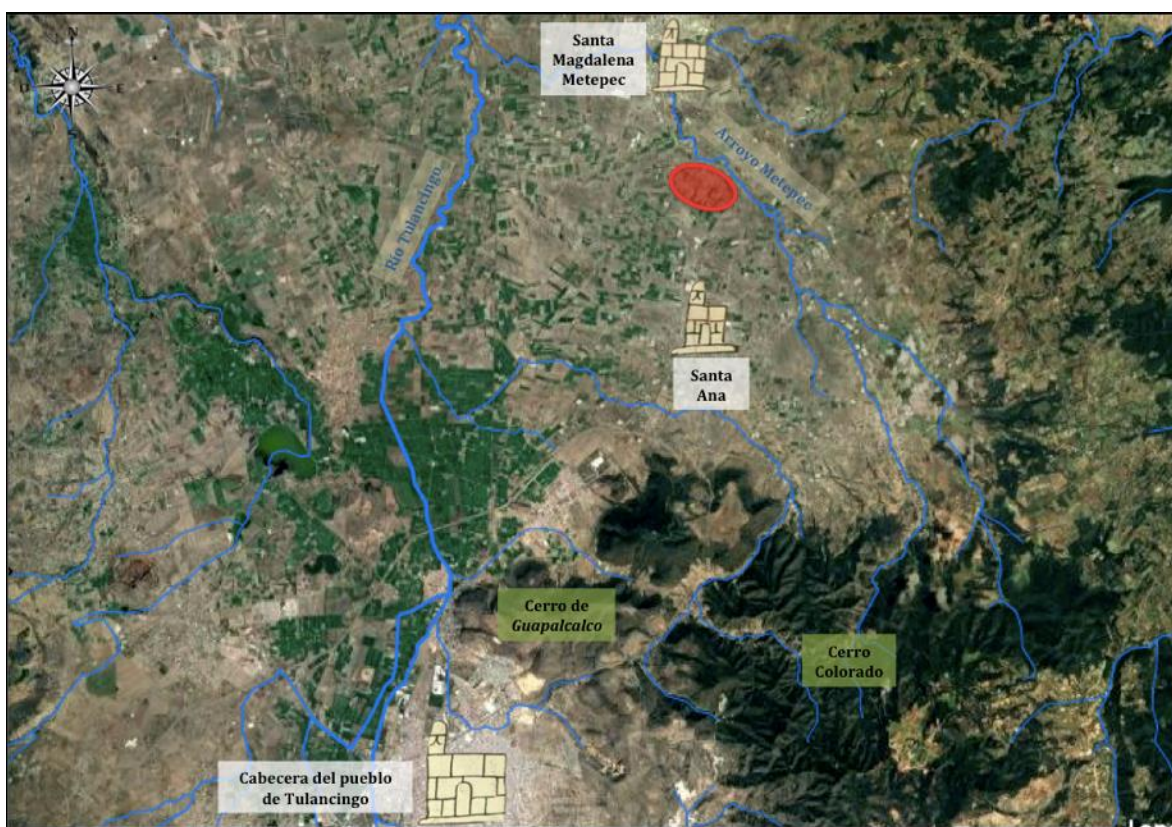 Santa
Magdalena
Metepec
N
O
E
S
Río Tulancingo
Arroyo Metepec
Santa
Ana
Cerro de
Guapalcalco
Cerro
Colorado
Cabecera del pueblo
de Tulancingo